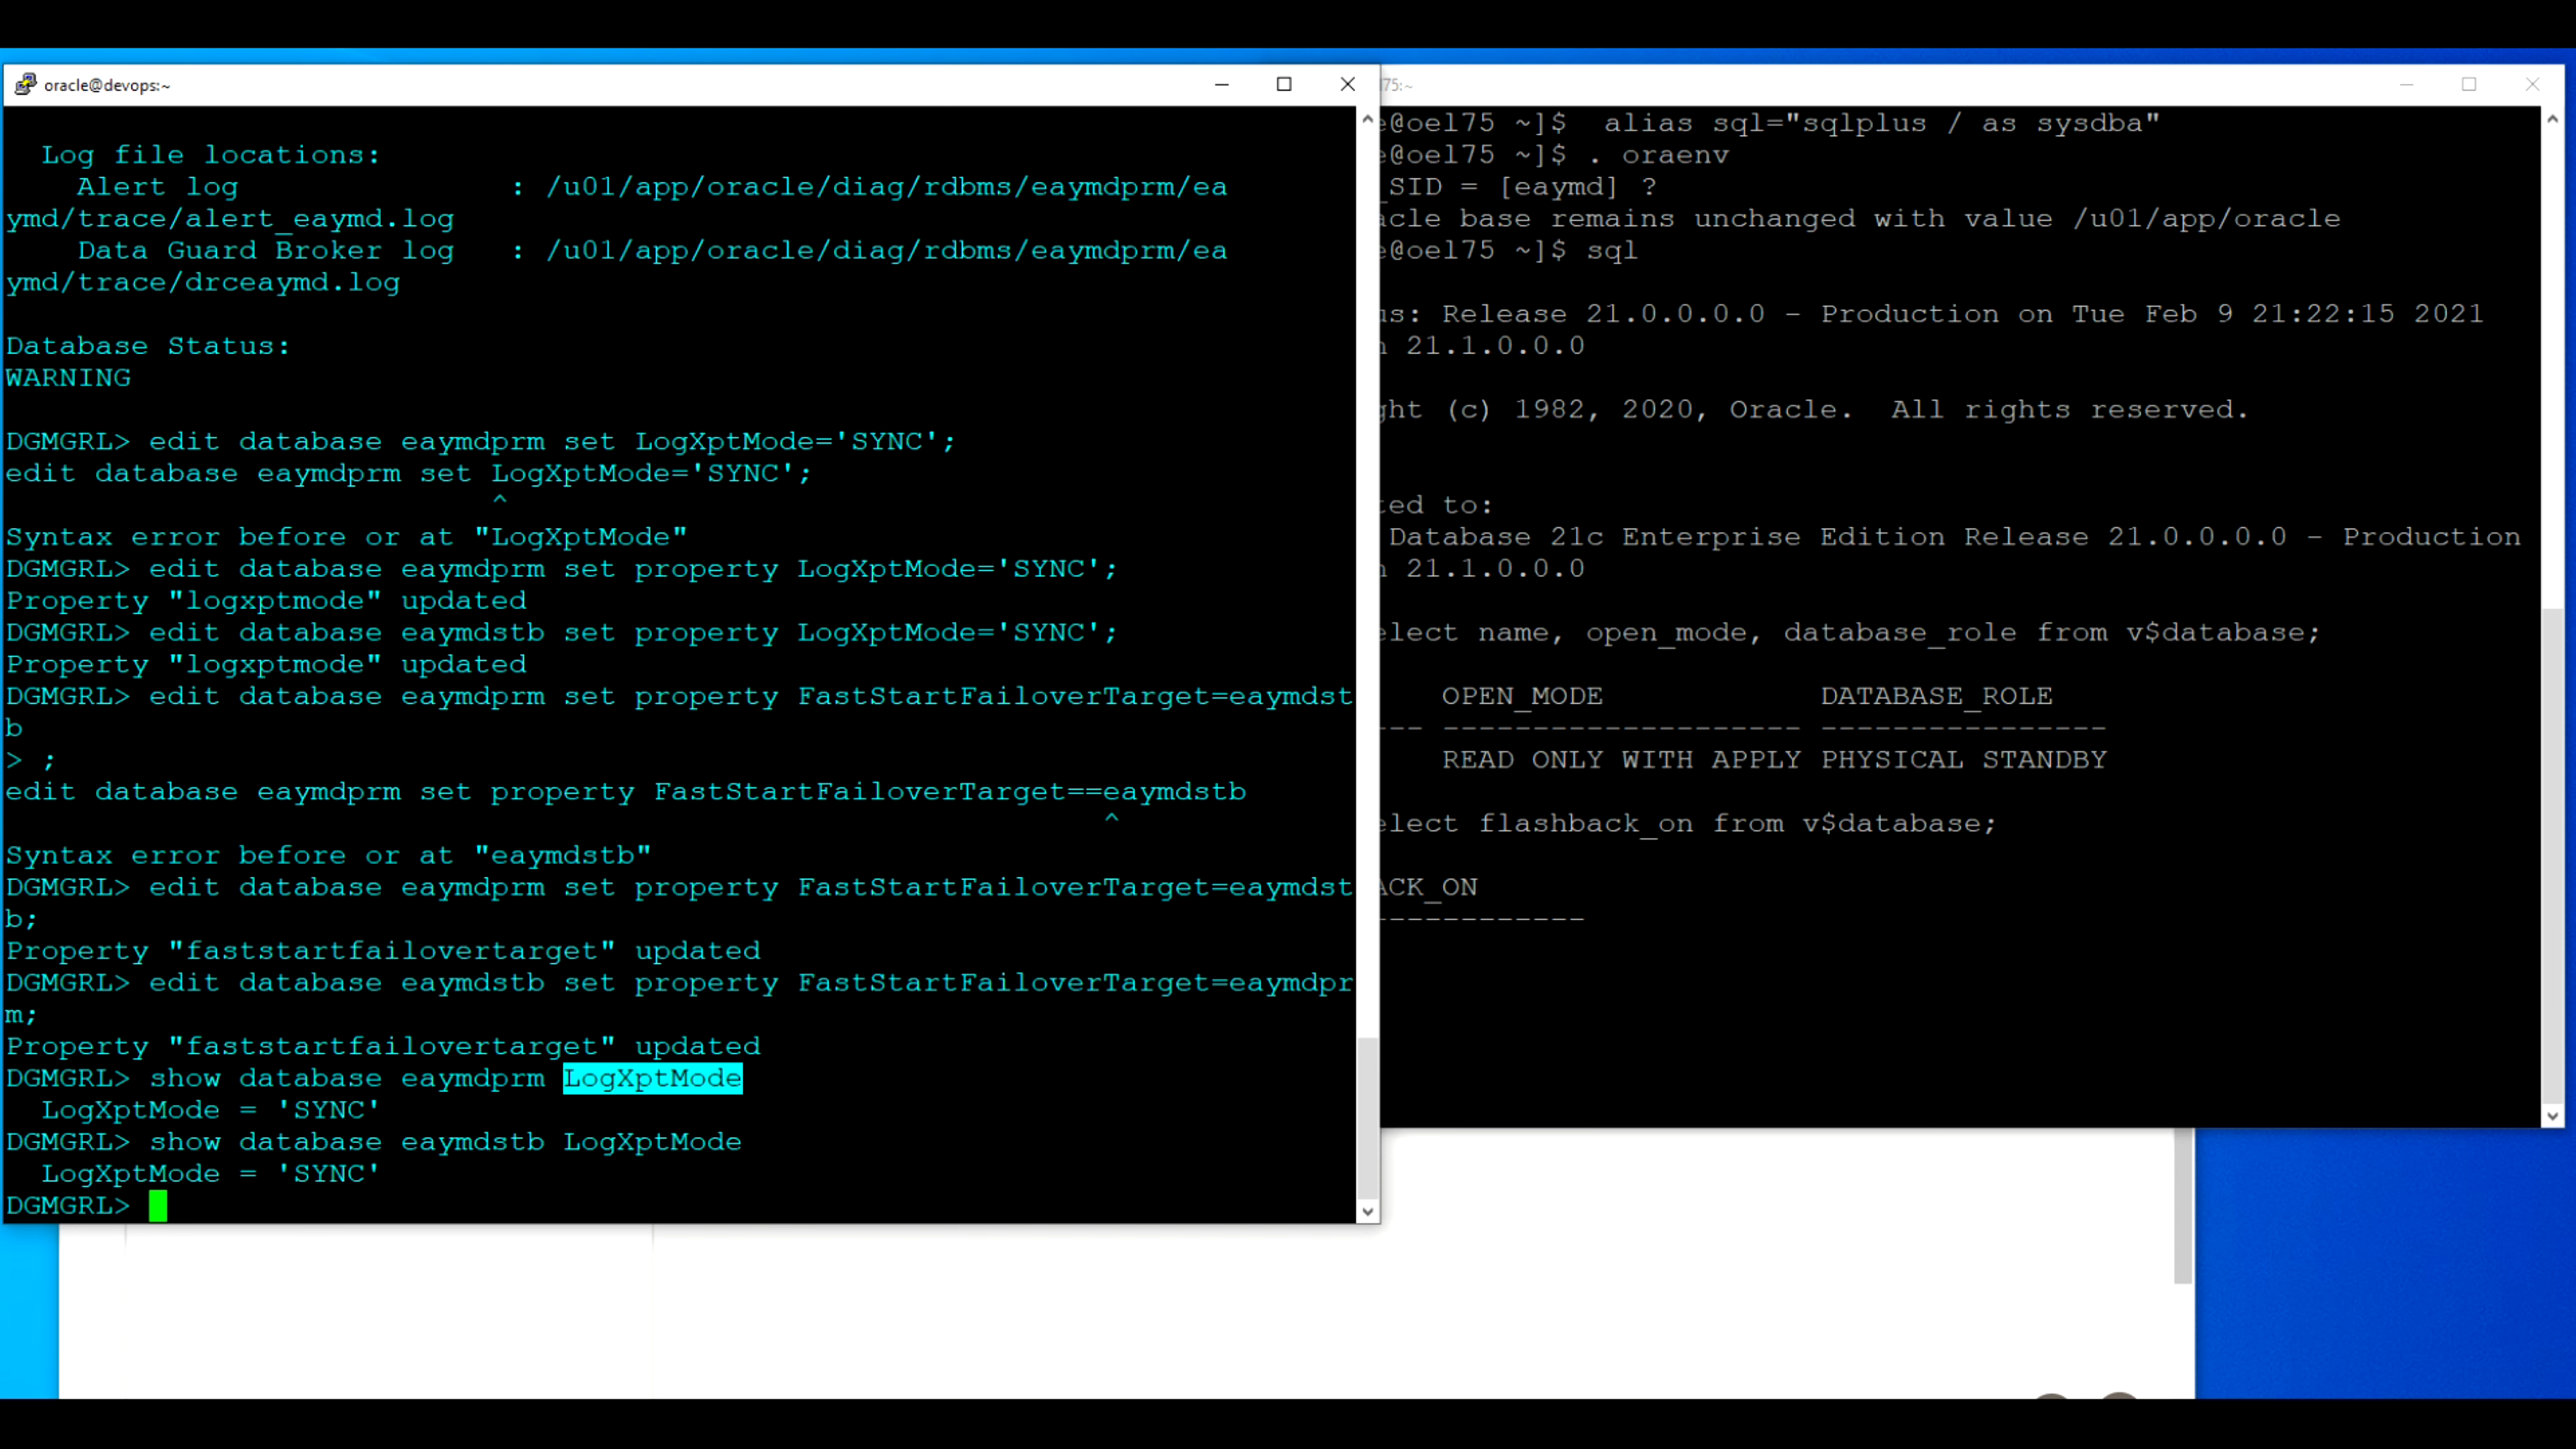 oracle@devops:~
Log file locations:
Alert log : /u01/app/oracle/diag/rdbms/eaymdprm/ea
ymd/trace/alert_eaymd.log
Data Guard Broker log : /u01/app/oracle/diag/rdbms/eaymdprm/ea
ymd/trace/drceaymd.log
Database Status:
WARNING
DGMGRL> edit database eaymdprm set LogXptMode='SYNC';
edit database eaymdprm set LogXptMode='SYNC';
^
Syntax error before or at "LogXptMode"
DGMGRL> edit database eaymdprm set property LogXptMode='SYNC';
Property "logxptmode" updated
DGMGRL> edit database eaymdstb set property LogXptMode='SYNC';
Property "logxptmode" updated
DGMGRL> edit database eaymdprm set property FastStartFailoverTarget=eaymdst
b
> ;
edit database eaymdprm set property FastStartFailoverTarget==eaymdstb
^
Syntax error before or at "eaymdstb"
DGMGRL> edit database eaymdprm set property FastStartFailoverTarget=eaymdst
b;
Property "faststartfailovertarget" updated
DGMGRL> edit database eaymdstb set property FastStartFailoverTarget=eaymdpr
m;
Property "faststartfailovertarget" updated
DGMGRL> show database eaymdprm LogXptMode
LogXptMode = 'SYNC'
DGMGRL> show database eaymdstb LogXptMode
LogXptMode = 'SYNC'
DGMGRL>
l75:~
e@oel75 ~]$ alias sql="sqlplus / as sysdba"
e@oel75 ~]$ . oraenv
_SID = [eaymd] ?
acle base remains unchanged with value /u01/app/oracle
e@oel75 ~]$ sql
us: Release 21.0.0.0.0 - Production on Tue Feb 9 21:22:15 2021
n 21.1.0.0.0
ght (c) 1982, 2020, Oracle. All rights reserved.
ted to:
Database 21c Enterprise Edition Release 21.0.0.0.0 - Production
n 21.1.0.0.0
elect name, open_mode, database_role from v$database;
OPEN_MODE DATABASE_ROLE
--- -------------------- ----------------
READ ONLY WITH APPLY PHYSICAL STANDBY
elect flashback_on from v$database;
ACK_ON
------------